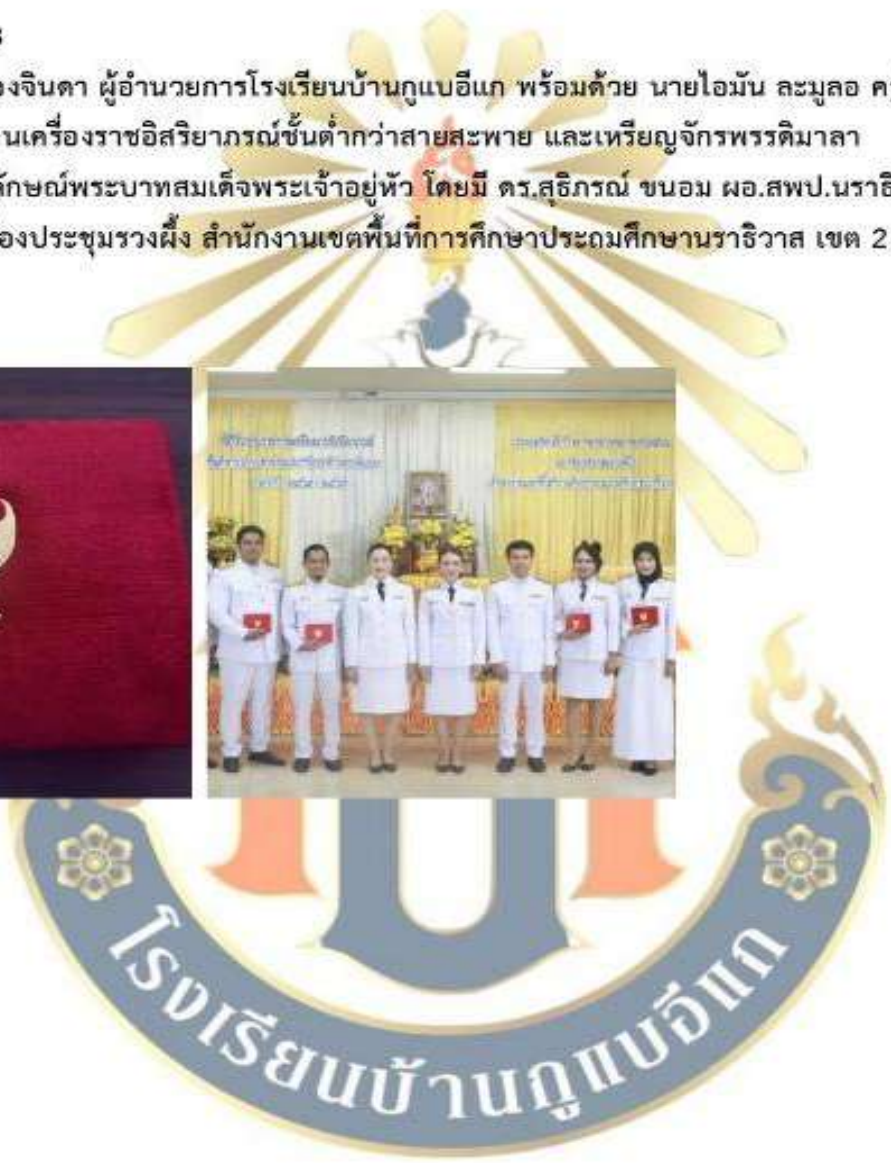 งจินดา ผู้อำนวยการโรงเรียนบ้านกูแบอีแก พร้อมด้วย นายไอมัน ละมูลอ
นเครื่องราชอิสริยาภรณ์ชั้นต่ำกว่าสายสะพาย และเหรียญจักรพรรดิมาลา
ลักษณ์พระบาทสมเด็จพระเจ้าอยู่หัว โดยมี ดร.สุธิภรณ์ ขนอม ผอ.สพป.นราธิ
องประชุมรวงผึ้ง สำนักงานเขตพื้นที่การศึกษาประถมศึกษานราธิวาส เขต 2
โรงเรียนบ้านกูแบอีแก